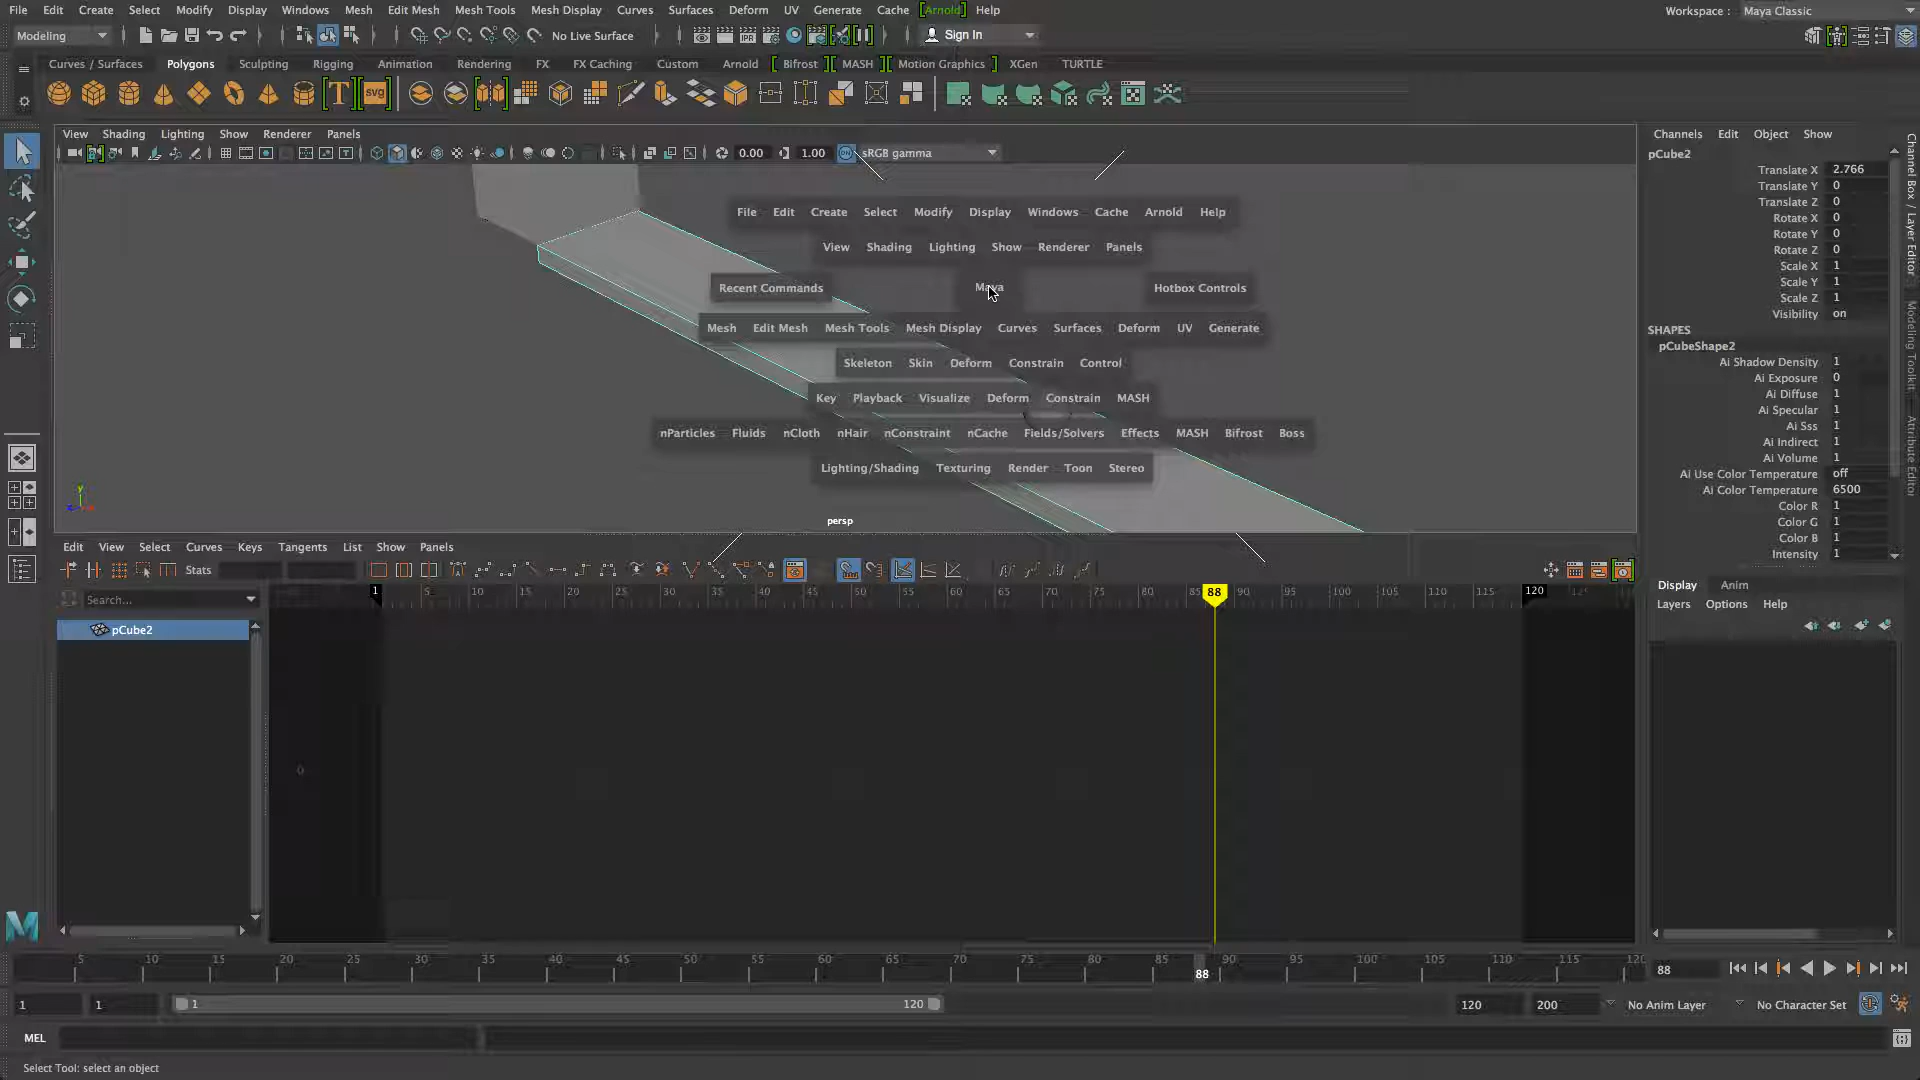 File Edit Create Select Modify Display Windows Mesh Edit Mesh Mesh Tools Mesh Display Curves Surfaces Deform UV Generate Cache [Arnold] Help Workspace : Maya Classic
Modeling No Live Surface Sign In
Curves / Surfaces Polygons Sculpting Rigging Animation Rendering FX FX Caching Custom Arnold [ Bifrost ] [ MASH ] [ Motion Graphics ] XGen TURTLE
View Shading Lighting Show Renderer Panels
0.00 1.00 sRGB gamma
File Edit Create Select Modify Display Windows Cache Arnold Help
View Shading Lighting Show Renderer Panels
Recent Commands Maya Hotbox Controls
Mesh Edit Mesh Mesh Tools Mesh Display Curves Surfaces Deform UV Generate
Skeleton Skin Deform Constrain Control
Key Playback Visualize Deform Constrain MASH
nParticles Fluids nCloth nHair nConstraint nCache Fields/Solvers Effects MASH Bifrost Boss
Lighting/Shading Texturing Render Toon Stereo
persp
Channels Edit Object Show
pCube2
Translate X 2.766
Translate Y 0
Translate Z 0
Rotate X 0
Rotate Y 0
Rotate Z 0
Scale X 1
Scale Y 1
Scale Z 1
Visibility on
SHAPES
pCubeShape2
Ai Shadow Density 1
Ai Exposure 0
Ai Diffuse 1
Ai Specular 1
Ai Sss 1
Ai Indirect 1
Ai Volume 1
Ai Use Color Temperature off
Ai Color Temperature 6500
Color R 1
Color G 1
Color B 1
Intensity 1
Channel Box / Layer Editor
Modeling Toolkit
Attribute Editor
Display Anim
Layers Options Help
Edit View Select Curves Keys Tangents List Show Panels
Stats
Search...
1 5 10 15 20 25 30 35 40 45 50 55 60 65 70 75 80 85 88 90 95 100 105 110 115 120
pCube2
0
5 10 15 20 25 30 35 40 45 50 55 60 65 70 75 80 85 90 95 100 105 110 115 120
88 88
1 1 1 120 120 200 No Anim Layer No Character Set
MEL
Select Tool: select an object